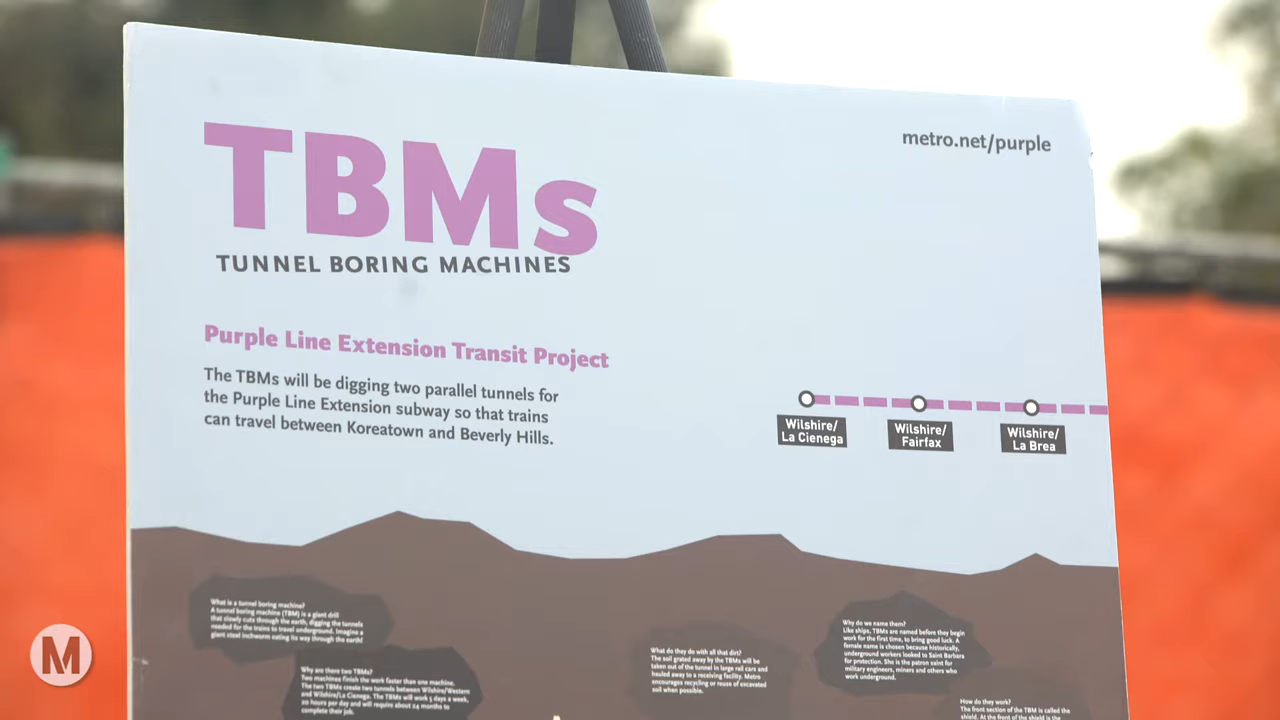 metro.net/purple
TBMs
TUNNEL BORING MACHINES
Purple Line Extension Transit Project
The TBMs will be digging two parallel tunnels for
the Purple Line Extension subway so that trains
can travel between Koreatown and Beverly Hills.
Wilshire/
La Cienega
Wilshire/
Fairfax
Wilshire/
La Brea
What is a tunnel boring machine?
A tunnel boring machine (TBM) is a giant drill
that slowly cuts through the earth, digging the tunnels
needed for the trains to travel underground. Imagine a
giant steel inchworm eating its way through the earth!
Why are there two TBMs?
Two machines finish the work faster than one machine.
The two TBMs create two tunnels between Wilshire/Western
and Wilshire/La Cienega. The TBMs will work 5 days a week,
20 hours per day and will require about 24 months to
complete their job.
What do they do with all that dirt?
The soil grated away by the TBMs will be
taken out of the tunnel in large rail cars and
hauled away to a receiving facility. Metro
encourages recycling or reuse of excavated
soil when possible.
Why do we name them?
Like ships, TBMs are named before they begin
work for the first time, to bring good luck. A
female name is chosen because historically,
underground workers looked to Saint Barbara
for protection. She is the patron saint for
military engineers, miners and others who
work underground.
How do they work?
The front section of the TBM is called the
shield. At the front of the shield is the
M